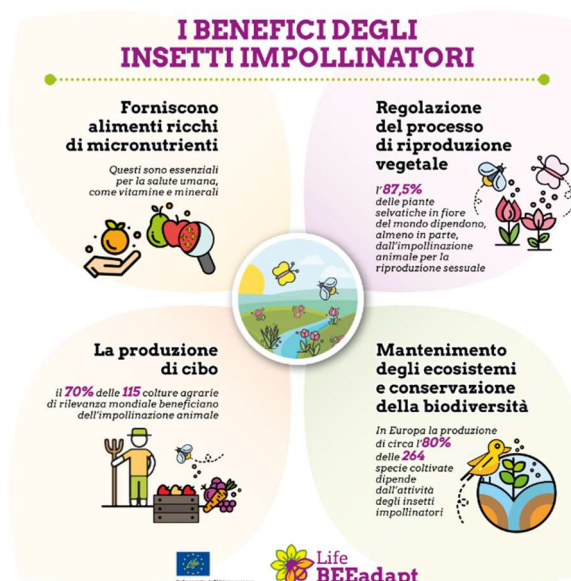 I BENEFICI DEGLI
INSETTI IMPOLLINATORI
Forniscono
alimenti ricchi
di micronutrienti
Questi sono essenziali
per la salute umana,
come vitamine e minerali
Regolazione
del processo
di riproduzione
vegetale
l'87,5%
delle piante
selvatiche in fiore
del mondo dipendono,
almeno in parte,
dall'impollinazione
animale per la
riproduzione sessuale
La produzione
di cibo
il 70% delle 115 colture agrarie
di rilevanza mondiale beneficiano
dell'impollinazione animale
Mantenimento
degli ecosistemi
e conservazione
della biodiversità
In Europa la produzione
di circa l'80%
delle 264
specie coltivate
dipende
dall'attività
degli insetti
impollinatori
Life
BEEadapt